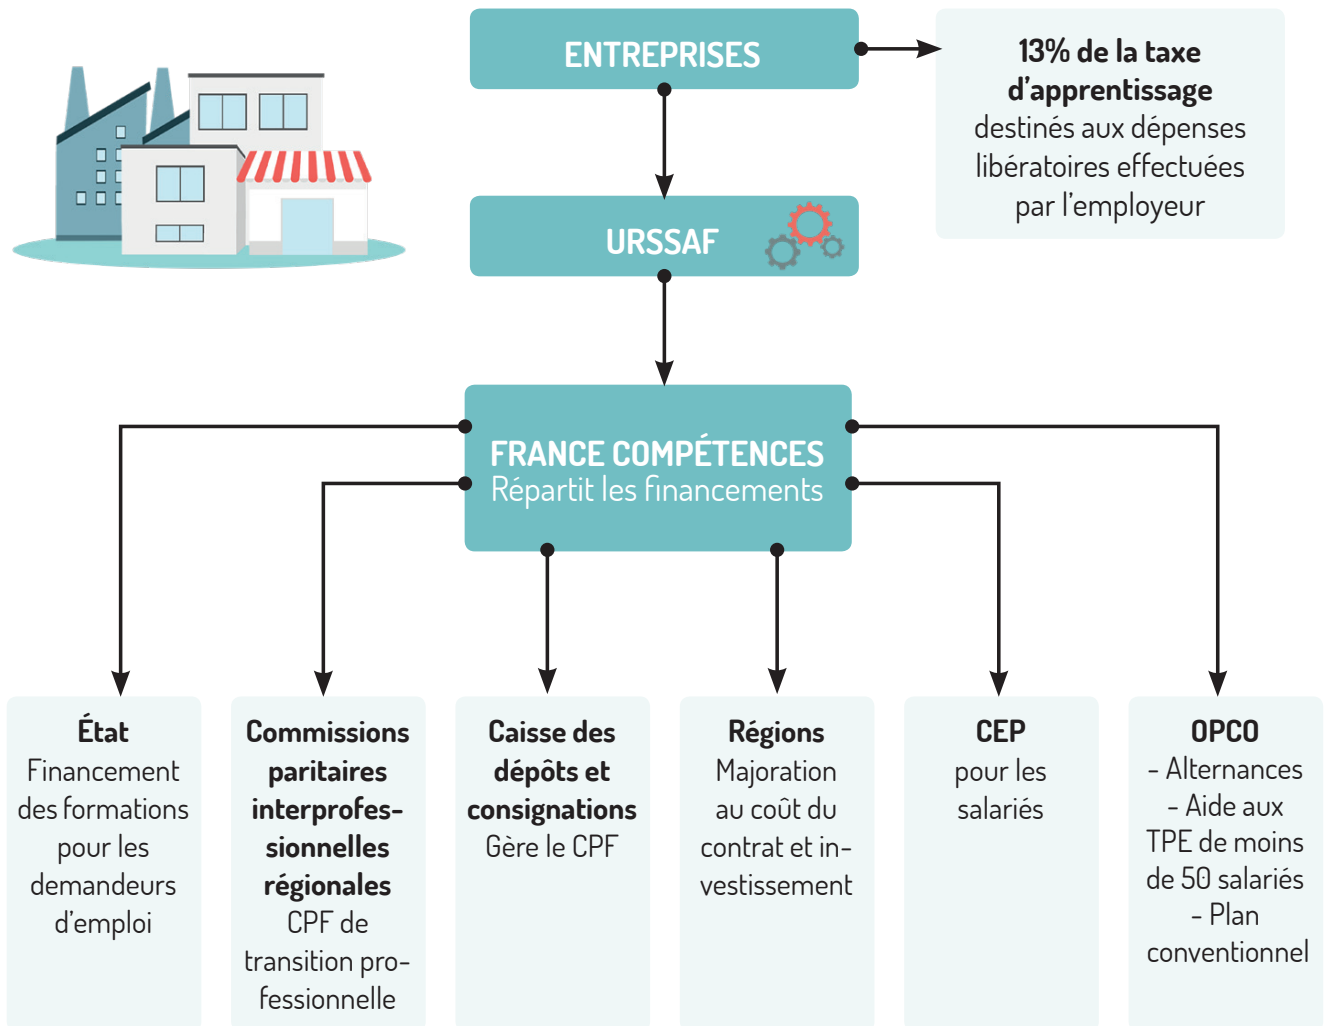 ENTREPRISES
13% de la taxe
d'apprentissage
destinés aux dépenses
libératoires effectuées
par l'employeur
URSSAF
FRANCE COMPÉTENCES
Répartit les financements
État
Financement
des formations
pour les
demandeurs
d'emploi
Commissions
paritaires
interprofes-
sionnelles
régionales
CPF de
transition pro-
fessionnelle
Caisse des
dépôts et
consignations
Gère le CPF
Régions
Majoration
au coût du
contrat et in-
vestissement
CEP
pour les
salariés
OPCO
- Alternances
- Aide aux
TPE de moins
de 50 salariés
- Plan
conventionnel